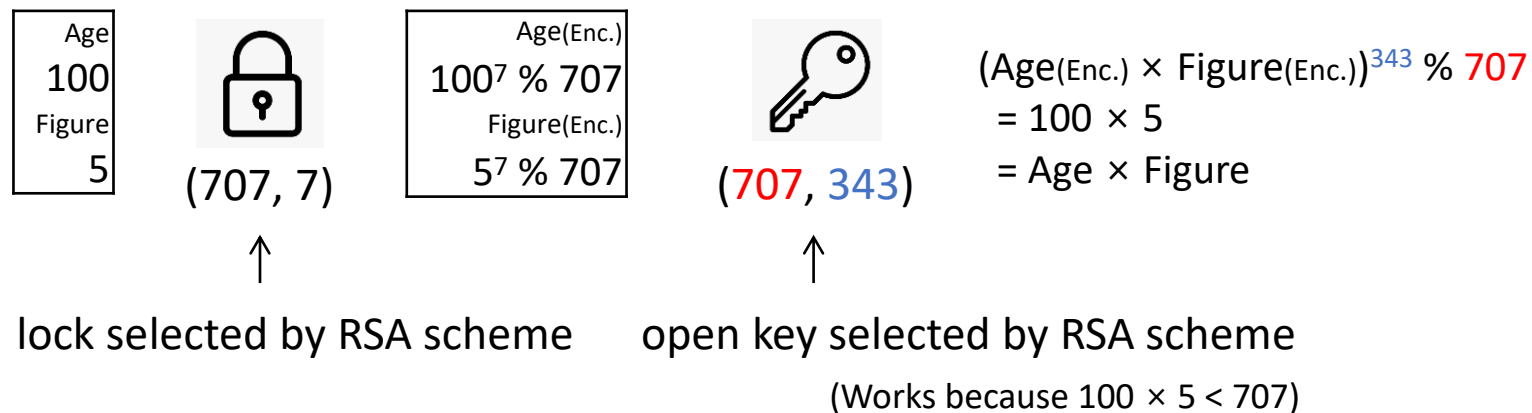 Age
100
Figure
5
(707, 7)
Age(Enc.)
100⁷ % 707
Figure(Enc.)
5⁷ % 707
(707, 343)
(Age(Enc.) × Figure(Enc.))³⁴³ % 707
= 100 × 5
= Age × Figure
lock selected by RSA scheme
open key selected by RSA scheme
(Works because 100 × 5 < 707)